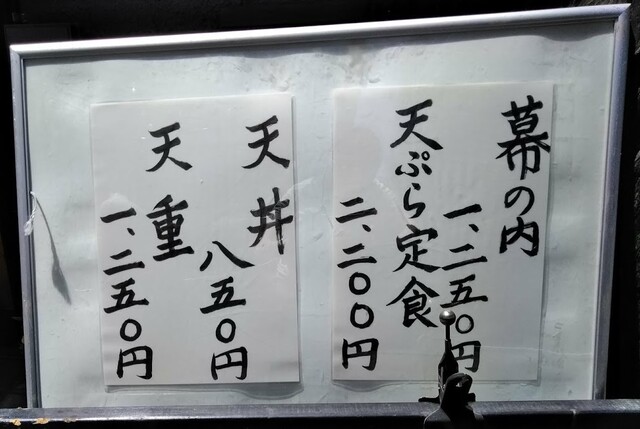 幕の内
一、二五〇円
天ぷら定食
二、二〇〇円
天丼
八五〇円
天重
一、二五〇円